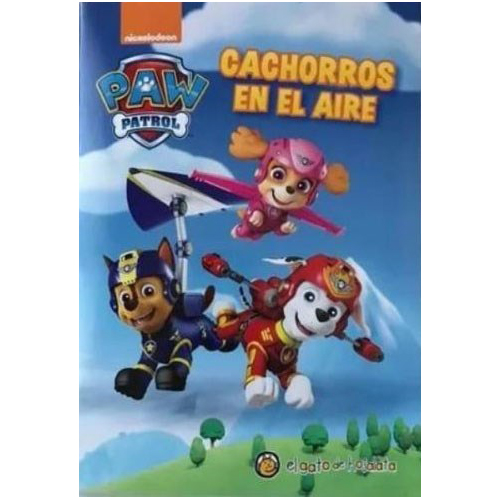 nickelodeon
PAW
PATROL
CACHORROS
EN EL AIRE
el gato de hojalata